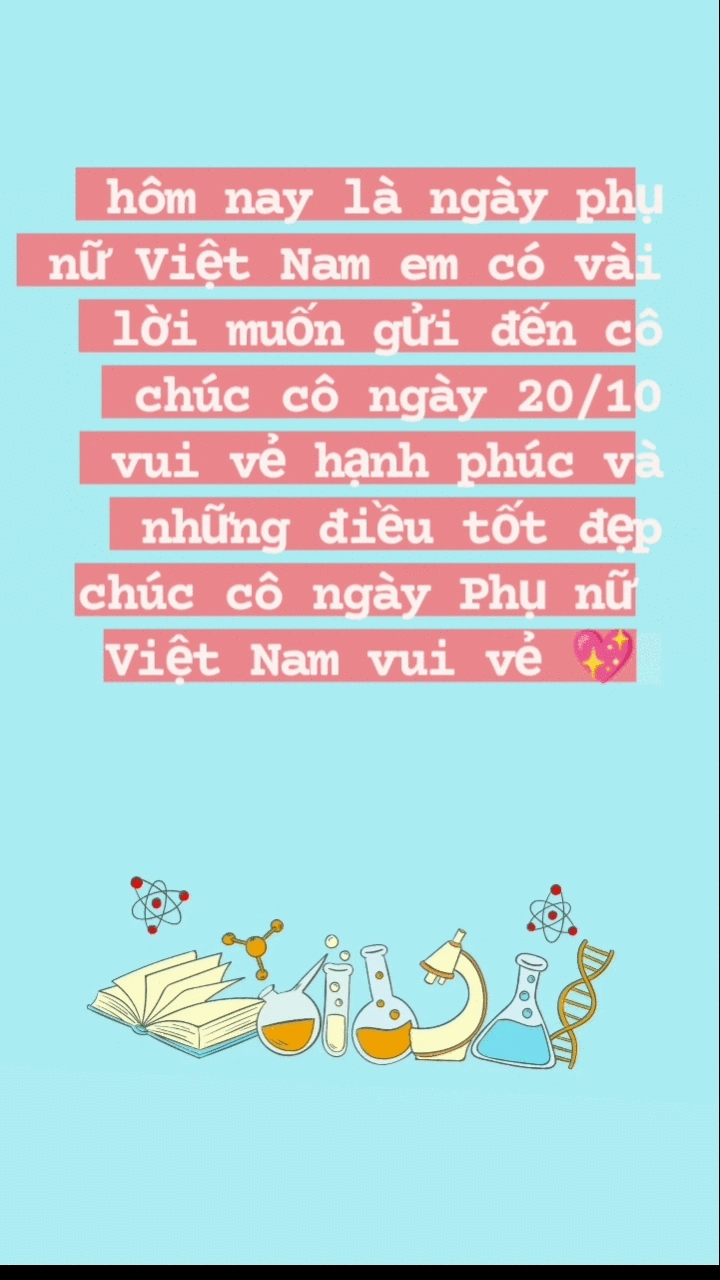 hôm nay là ngày phụ
nữ Việt Nam em có vài
lời muốn gửi đến cô
chúc cô ngày 20/10
vui vẻ hạnh phúc và
những điều tốt đẹp
chúc cô ngày Phụ nữ
Việt Nam vui vẻ 💖